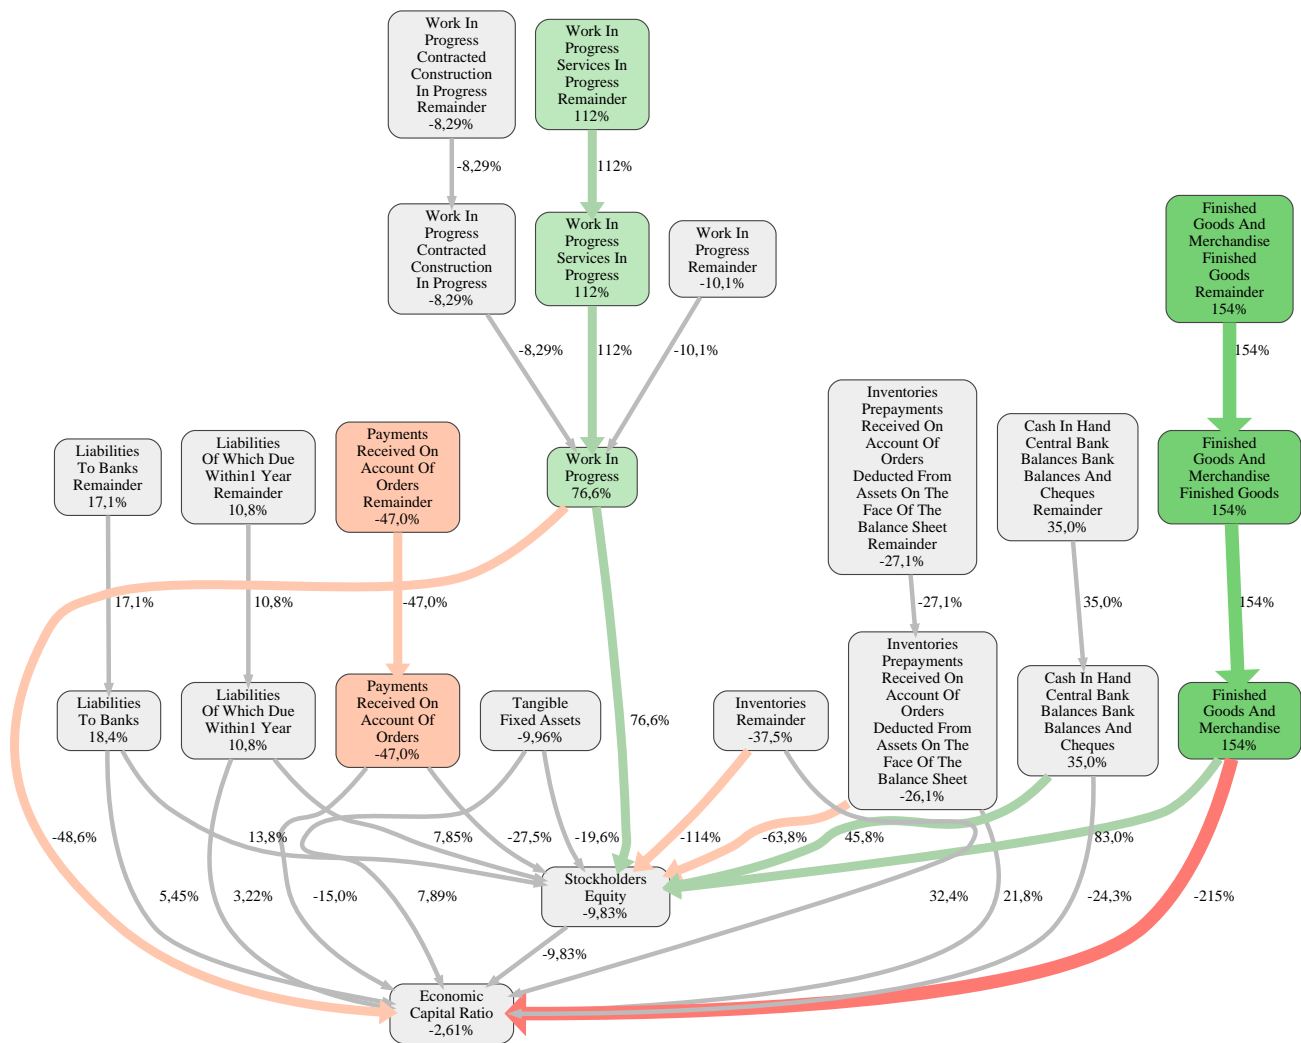 Work In
Progress
Contracted
Construction
In Progress
Remainder
-8,29%
Work In
Progress
Services In
Progress
Remainder
112%
-8,29%
112%
Work In
Progress
Contracted
Construction
In Progress
-8,29%
Work In
Progress
Services In
Progress
112%
Work In
Progress
Remainder
-10,1%
Finished
Goods And
Merchandise
Finished
Goods
Remainder
154%
-8,29%
112%
-10,1%
154%
Liabilities
To Banks
Remainder
17,1%
Liabilities
Of Which Due
Within1 Year
Remainder
10,8%
Payments
Received On
Account Of
Orders
Remainder
-47,0%
Work In
Progress
76,6%
Inventories
Prepayments
Received On
Account Of
Orders
Deducted From
Assets On The
Face Of The
Balance Sheet
Remainder
-27,1%
Cash In Hand
Central Bank
Balances Bank
Balances And
Cheques
Remainder
35,0%
Finished
Goods And
Merchandise
Finished Goods
154%
17,1%
10,8%
-47,0%
-27,1%
35,0%
154%
Liabilities
To Banks
18,4%
Liabilities
Of Which Due
Within1 Year
10,8%
Payments
Received On
Account Of
Orders
-47,0%
Tangible
Fixed Assets
-9,96%
76,6%
Inventories
Remainder
-37,5%
Inventories
Prepayments
Received On
Account Of
Orders
Deducted From
Assets On The
Face Of The
Balance Sheet
-26,1%
Cash In Hand
Central Bank
Balances Bank
Balances And
Cheques
35,0%
Finished
Goods And
Merchandise
154%
-48,6%
13,8%
7,85%
-27,5%
-19,6%
-114%
-63,8%
45,8%
83,0%
5,45%
3,22%
-15,0%
7,89%
Stockholders
Equity
-9,83%
32,4%
21,8%
-24,3%
-215%
-9,83%
Economic
Capital Ratio
-2,61%